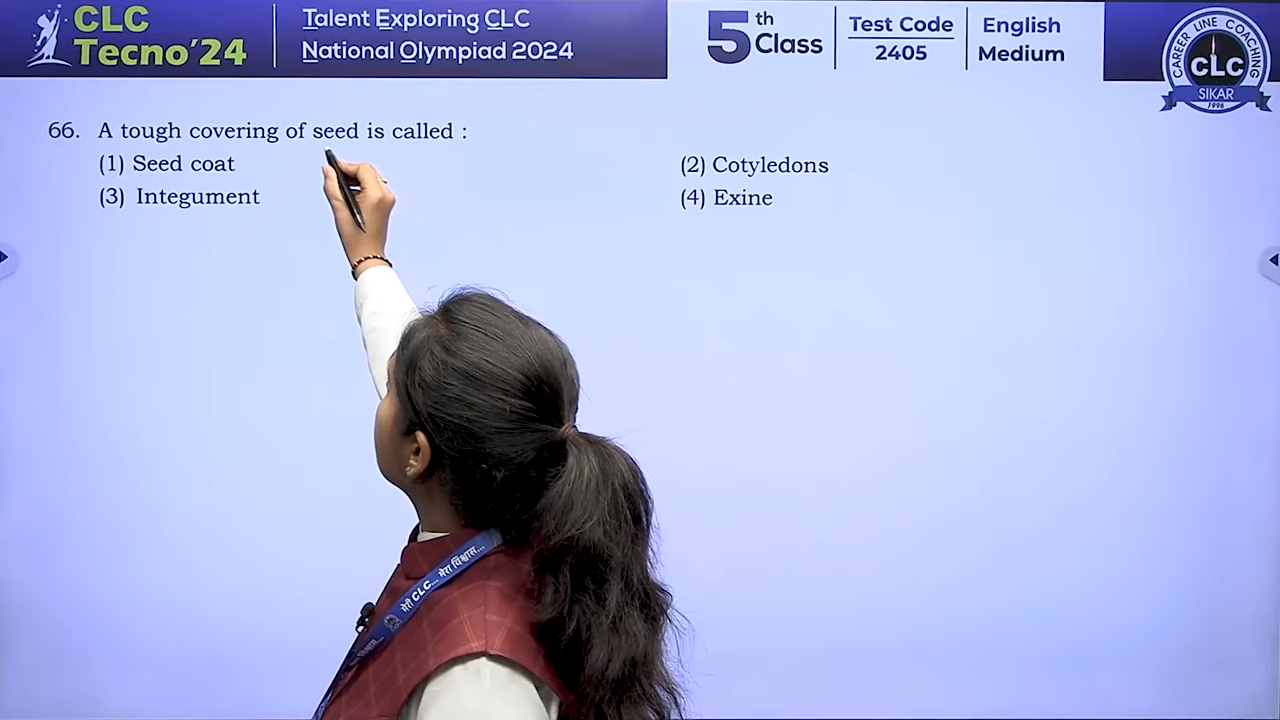 CLC
Tecno'24
Talent Exploring CLC
National Olympiad 2024
5th Class
Test Code
2405
English
Medium
CAREER LINE COACHING
CLC
SIKAR
1996
66. A tough covering of seed is called :
(1) Seed coat
(2) Cotyledons
(3) Integument
(4) Exine
मेरी CLC... मेरा विश्वास...